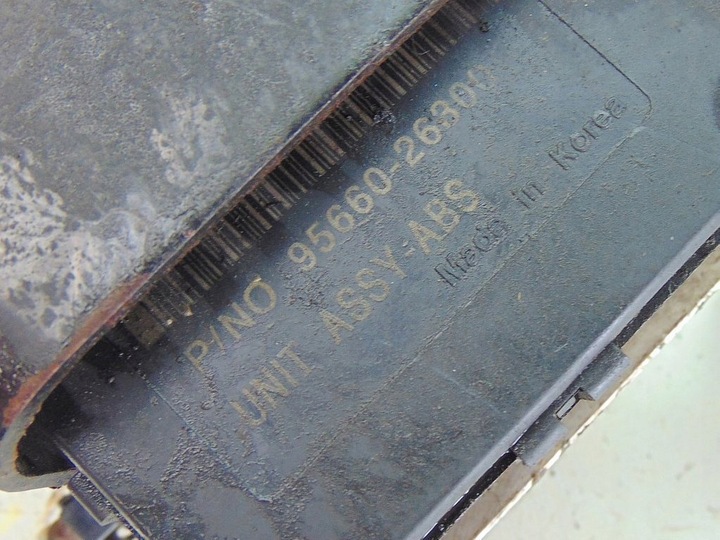 P/NO 95660-26300
UNIT ASSY-ABS
Made in Korea